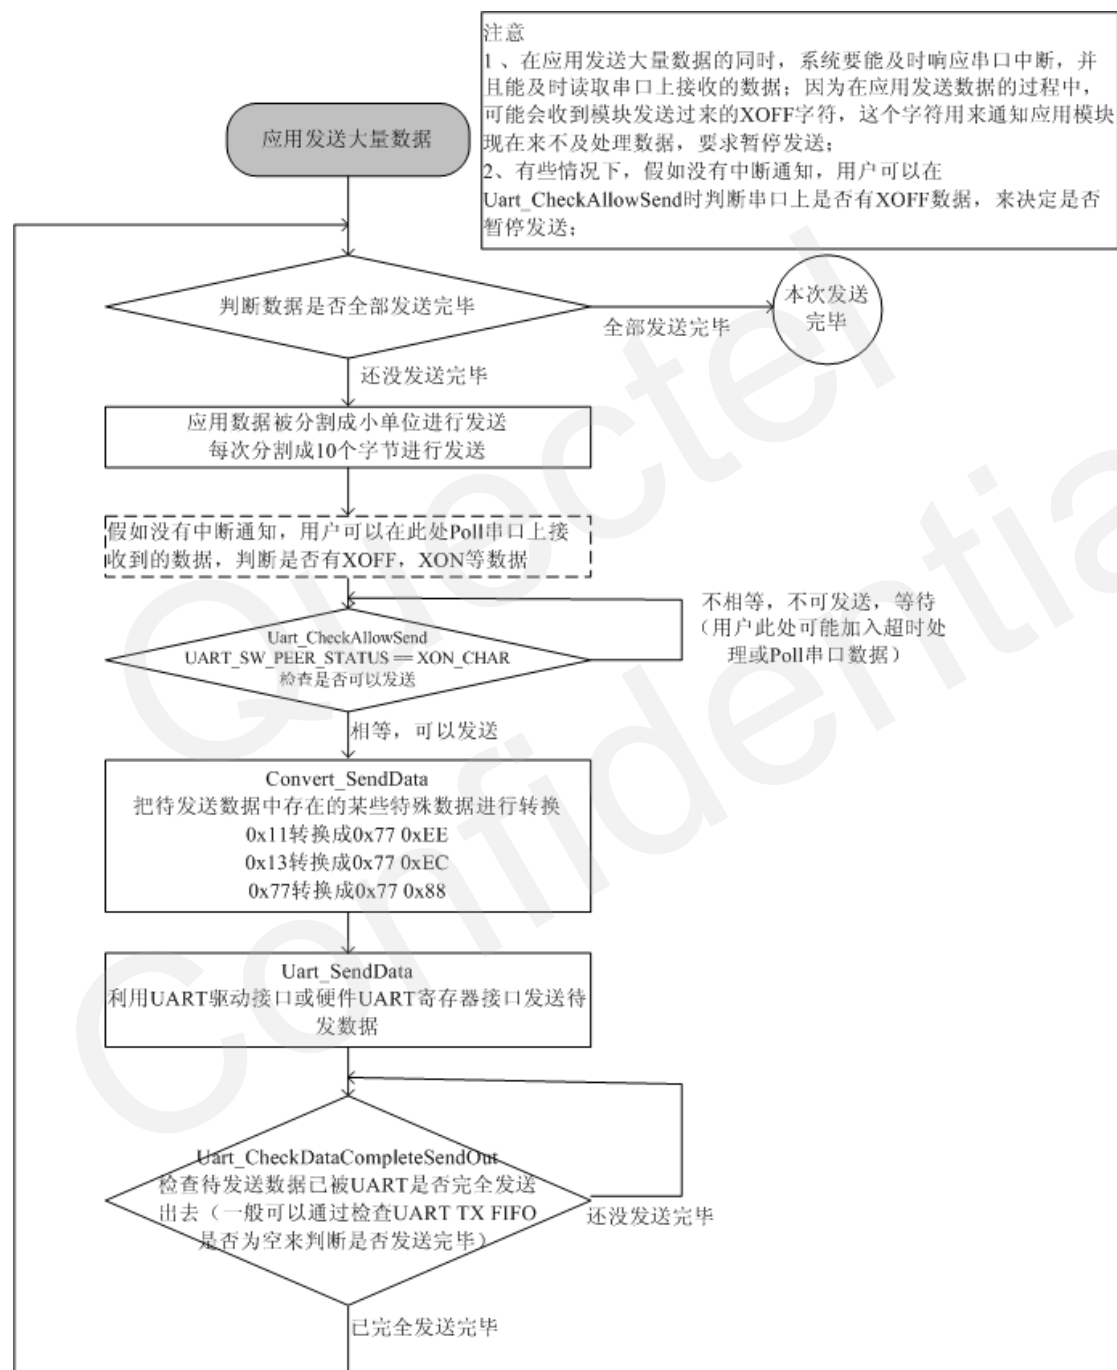 注意
1 、在应用发送大量数据的同时，系统要能及时响应串口中断，并
且能及时读取串口上接收的数据；因为在应用发送数据的过程中，
可能会收到模块发送过来的XOFF字符，这个字符用来通知应用模块
现在来不及处理数据，要求暂停发送；
2、有些情况下，假如没有中断通知，用户可以在
Uart_CheckAllowSend时判断串口上是否有XOFF数据，来决定是否
暂停发送；
应用发送大量数据
判断数据是否全部发送完毕
全部发送完毕
本次发送
完毕
还没发送完毕
应用数据被分割成小单位进行发送
每次分割成10个字节进行发送
假如没有中断通知，用户可以在此处Poll串口上接
收到的数据，判断是否有XOFF，XON等数据
不相等，不可发送，等待
（用户此处可能加入超时处
理或Poll串口数据）
Uart_CheckAllowSend
UART_SW_PEER_STATUS == XON_CHAR
检查是否可以发送
相等，可以发送
Convert_SendData
把待发送数据中存在的某些特殊数据进行转换
0x11转换成0x77 0xEE
0x13转换成0x77 0xEC
0x77转换成0x77 0x88
Uart_SendData
利用UART驱动接口或硬件UART寄存器接口发送待
发数据
Uart_CheckDataCompleteSendOut
检查待发送数据已被UART是否完全发送
出去（一般可以通过检查UART TX FIFO
是否为空来判断是否发送完毕）
还没发送完毕
已完全发送完毕
Quectel
Confidential